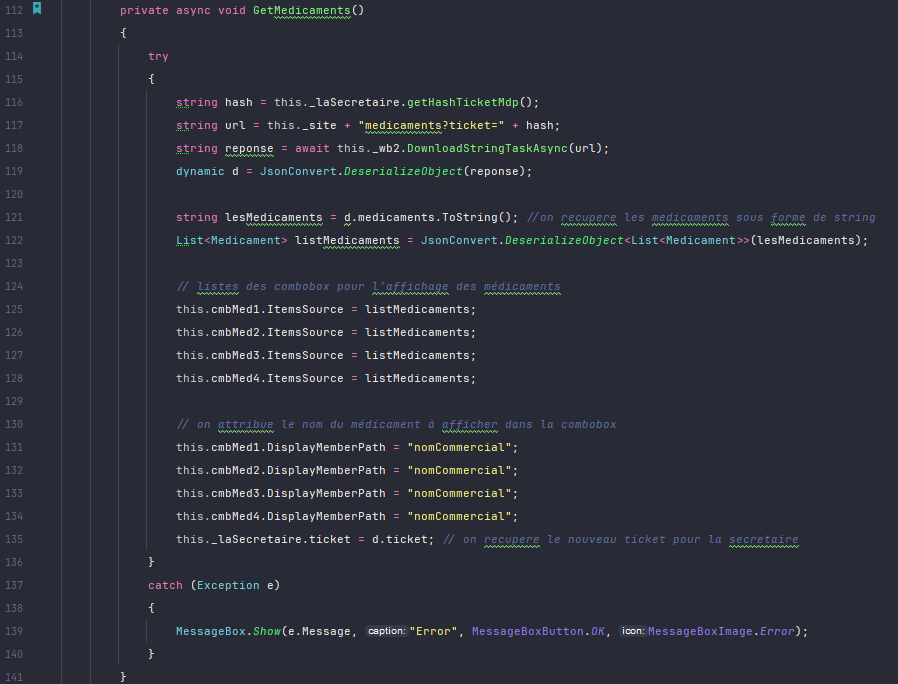 112 private async void GetMedicaments()
113 {
114 try
115 {
116 string hash = this._laSecretaire.getHashTicketMdp();
117 string url = this._site + "medicaments?ticket=" + hash;
118 string reponse = await this._wb2.DownloadStringTaskAsync(url);
119 dynamic d = JsonConvert.DeserializeObject(reponse);
120
121 string lesMedicaments = d.medicaments.ToString(); //on recupere les medicaments sous forme de string
122 List<Medicament> listMedicaments = JsonConvert.DeserializeObject<List<Medicament>>(lesMedicaments);
123
124 // listes des combobox pour l'affichage des médicaments
125 this.cmbMed1.ItemsSource = listMedicaments;
126 this.cmbMed2.ItemsSource = listMedicaments;
127 this.cmbMed3.ItemsSource = listMedicaments;
128 this.cmbMed4.ItemsSource = listMedicaments;
129
130 // on attribue le nom du médicament à afficher dans la combobox
131 this.cmbMed1.DisplayMemberPath = "nomCommercial";
132 this.cmbMed2.DisplayMemberPath = "nomCommercial";
133 this.cmbMed3.DisplayMemberPath = "nomCommercial";
134 this.cmbMed4.DisplayMemberPath = "nomCommercial";
135 this._laSecretaire.ticket = d.ticket; // on recupere le nouveau ticket pour la secretaire
136 }
137 catch (Exception e)
138 {
139 MessageBox.Show(e.Message, caption:"Error", MessageBoxButton.OK, icon:MessageBoxImage.Error);
140 }
141 }